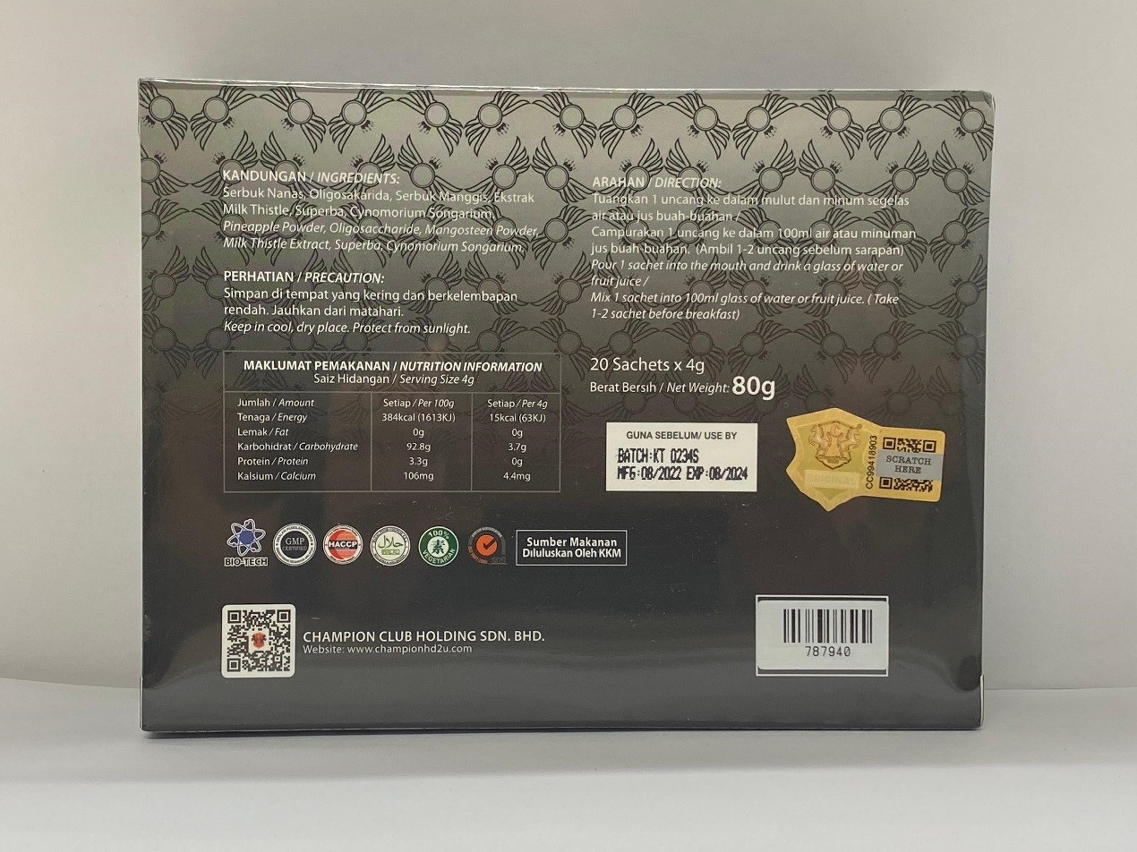 KANDUNGAN / INGREDIENTS:
Serbuk Nanas, Oligosakarida, Serbuk Manggis, Ekstrak
Milk Thistle, Superba, Cynomorium Songarium,
Pineapple Powder, Oligosaccharide, Mangosteen Powder,
Milk Thistle Extract, Superba, Cynomorium Songarium,
PERHATIAN / PRECAUTION:
Simpan di tempat yang kering dan berkelembapan
rendah. Jauhkan dari matahari.
Keep in cool, dry place. Protect from sunlight.
MAKLUMAT PEMAKANAN / NUTRITION INFORMATION
Saiz Hidangan / Serving Size 4g
Jumlah / Amount Setiap / Per 100g Setiap / Per 4g
Tenaga / Energy 384kcal (1613KJ) 15kcal (63KJ)
Lemak / Fat 0g 0g
Karbohidrat / Carbohydrate 92.8g 3.7g
Protein / Protein 3.3g 0g
Kalsium / Calcium 106mg 4.4mg
ARAHAN / DIRECTION:
Tuangkan 1 uncang ke dalam mulut dan minum segelas
air atau jus buah-buahan /
Campurakan 1 uncang ke dalam 100ml air atau minuman
jus buah-buahan. (Ambil 1-2 uncang sebelum sarapan)
Pour 1 sachet into the mouth and drink a glass of water or
fruit juice /
Mix 1 sachet into 100ml glass of water or fruit juice. ( Take
1-2 sachet before breakfast)
20 Sachets x 4g
Berat Bersih / Net Weight: 80g
GUNA SEBELUM/ USE BY
BATCH:KT 0234S
MFG:08/2022 EXP:08/2024
ORIGINAL
CC99418903
SCRATCH
HERE
BIO-TECH
GMP
CERTIFIED
HACCP
حلال
100%
VEGETARIAN
Sumber Makanan
Diluluskan Oleh KKM
CHAMPION CLUB HOLDING SDN. BHD.
Website: www.championhd2u.com
787940